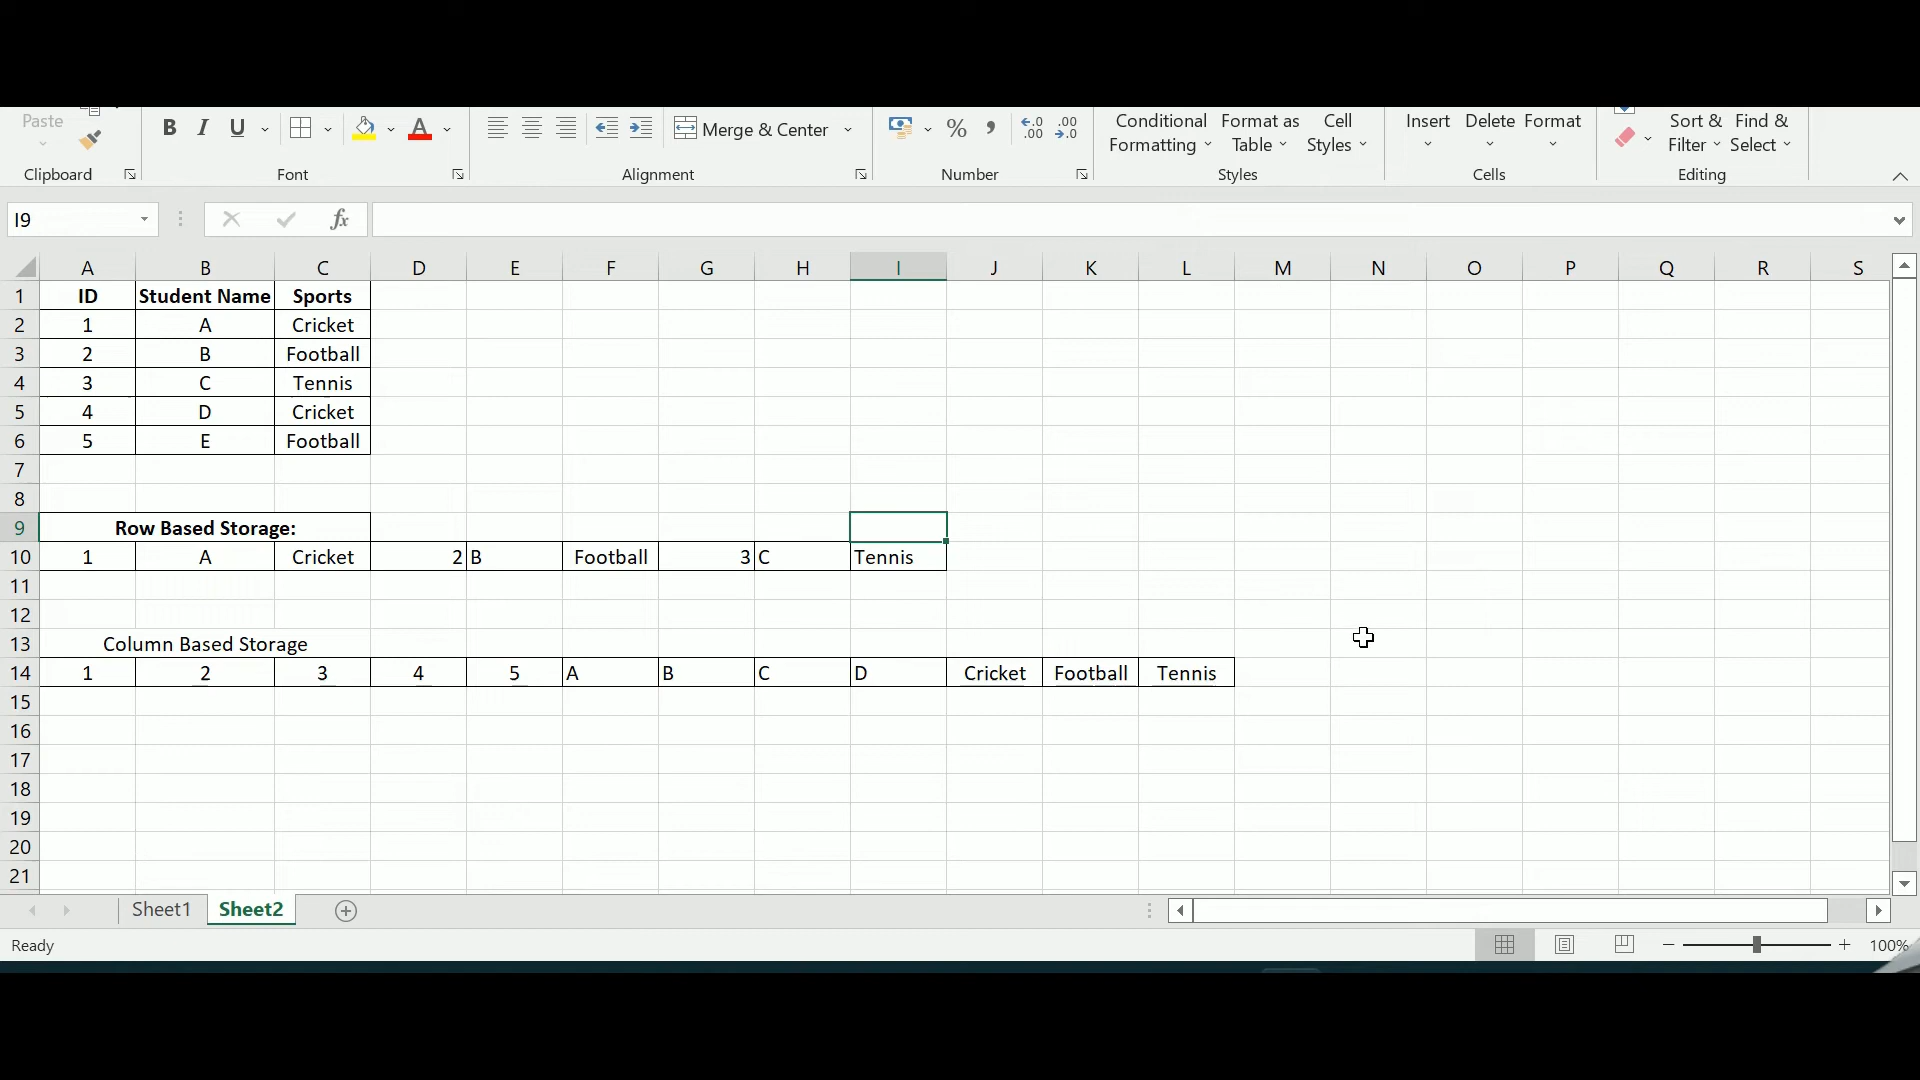 Paste
B I U
Merge & Center
% , .0 .00 .00 .0
Conditional Formatting
Format as Table
Cell Styles
Insert Delete Format
Sort & Filter
Find & Select
Clipboard Font Alignment Number Styles Cells Editing
I9 fx
A B C D E F G H I J K L M N O P Q R S
1 ID Student Name Sports
2 1 A Cricket
3 2 B Football
4 3 C Tennis
5 4 D Cricket
6 5 E Football
7
8
9 Row Based Storage:
10 1 A Cricket 2 B Football 3 C Tennis
11
12
13 Column Based Storage
14 1 2 3 4 5 A B C D Cricket Football Tennis
15
16
17
18
19
20
21
Sheet1 Sheet2
Ready 100%